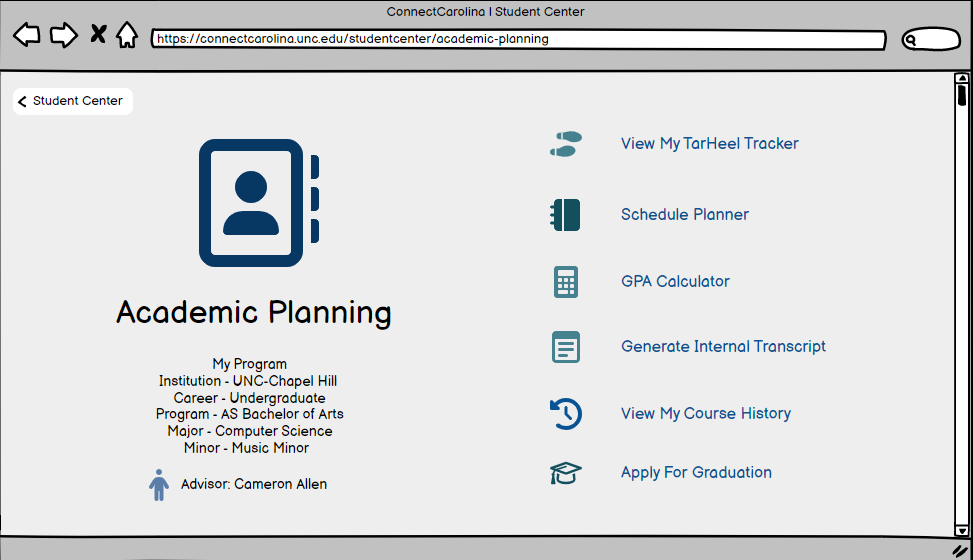 ConnectCarolina | Student Center
https://connectcarolina.unc.edu/studentcenter/academic-planning
Student Center
Academic Planning
My Program
Institution - UNC-Chapel Hill
Career - Undergraduate
Program - AS Bachelor of Arts
Major - Computer Science
Minor - Music Minor
Advisor: Cameron Allen
View My TarHeel Tracker
Schedule Planner
GPA Calculator
Generate Internal Transcript
View My Course History
Apply For Graduation